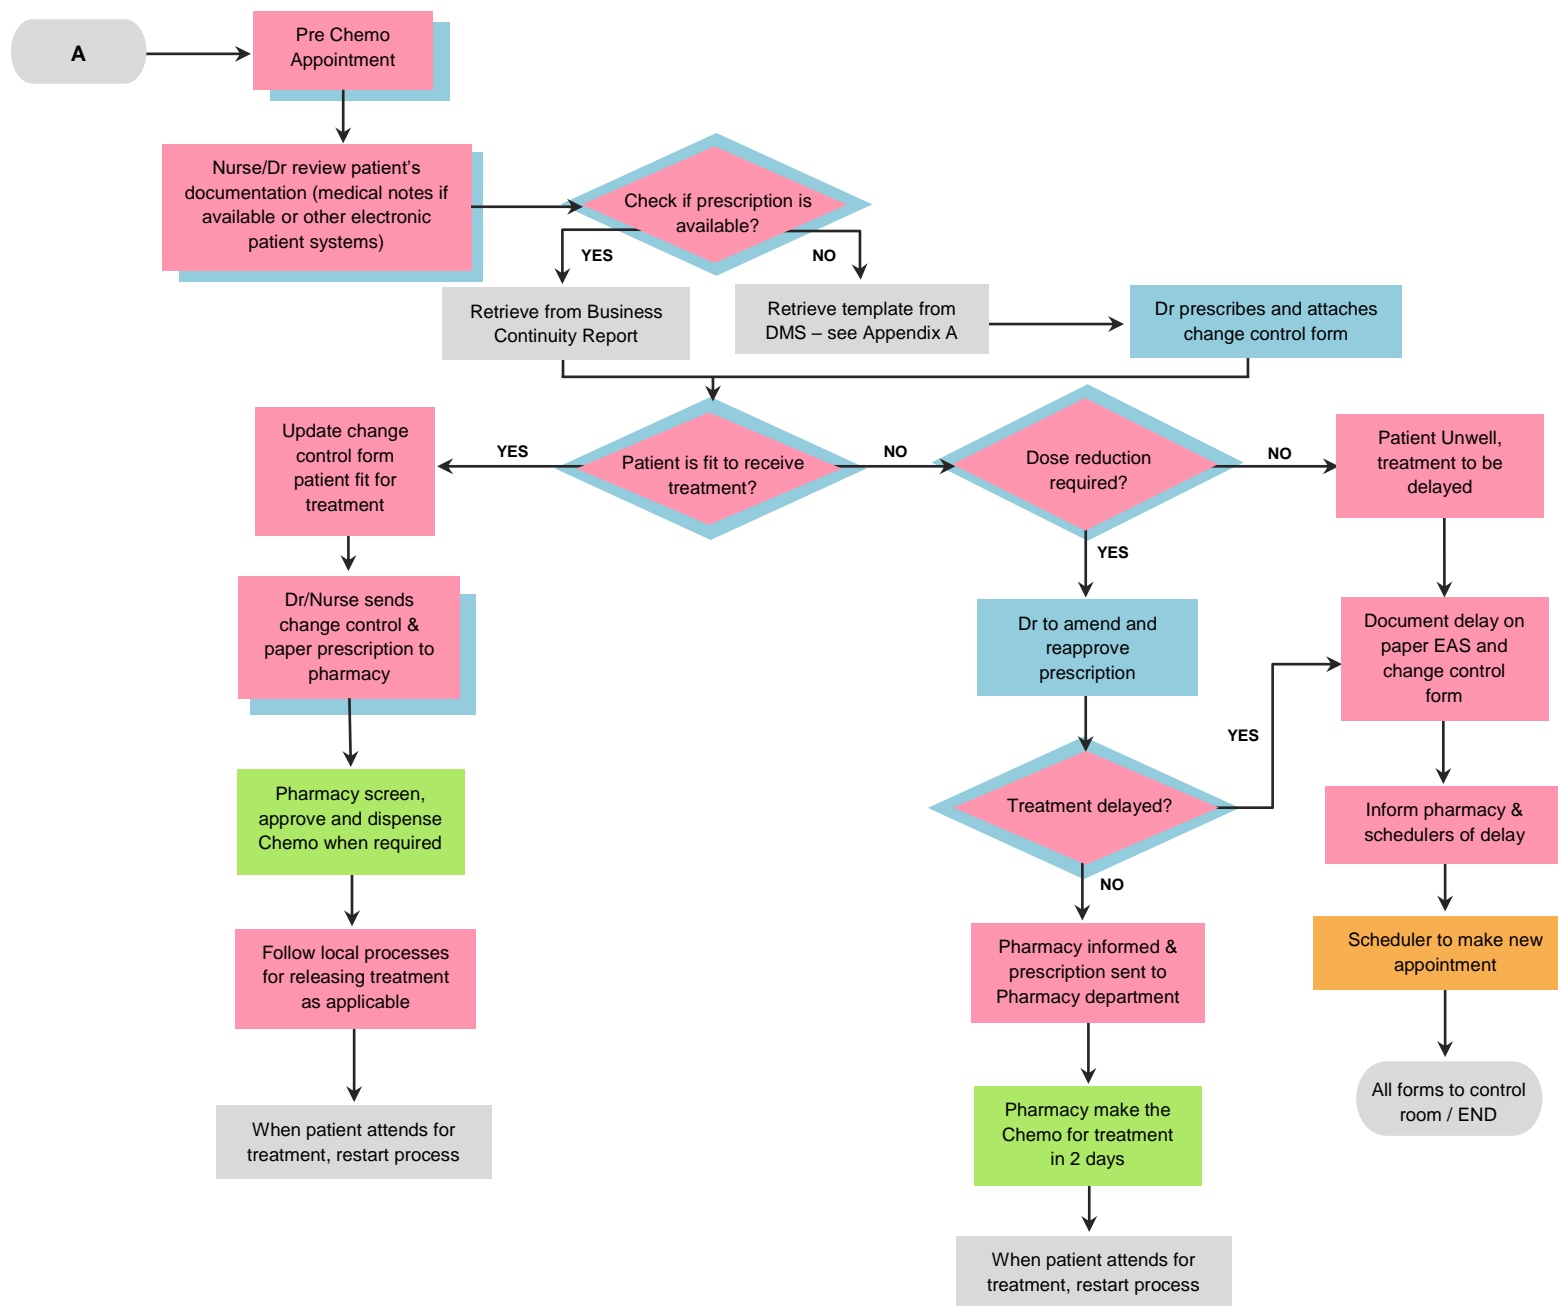 A
Pre Chemo
Appointment
Nurse/Dr review patient’s
documentation (medical notes if
available or other electronic
patient systems)
Check if prescription is
available?
YES
NO
Retrieve from Business
Continuity Report
Retrieve template from
DMS – see Appendix A
Dr prescribes and attaches
change control form
Update change
control form
patient fit for
treatment
YES
Patient is fit to receive
treatment?
NO
Dose reduction
required?
NO
Patient Unwell,
treatment to be
delayed
YES
Dr/Nurse sends
change control &
paper prescription to
pharmacy
Dr to amend and
reapprove
prescription
Document delay on
paper EAS and
change control
form
YES
Pharmacy screen,
approve and dispense
Chemo when required
Treatment delayed?
Inform pharmacy &
schedulers of delay
NO
Follow local processes
for releasing treatment
as applicable
Pharmacy informed &
prescription sent to
Pharmacy department
Scheduler to make new
appointment
When patient attends for
treatment, restart process
Pharmacy make the
Chemo for treatment
in 2 days
All forms to control
room / END
When patient attends for
treatment, restart process